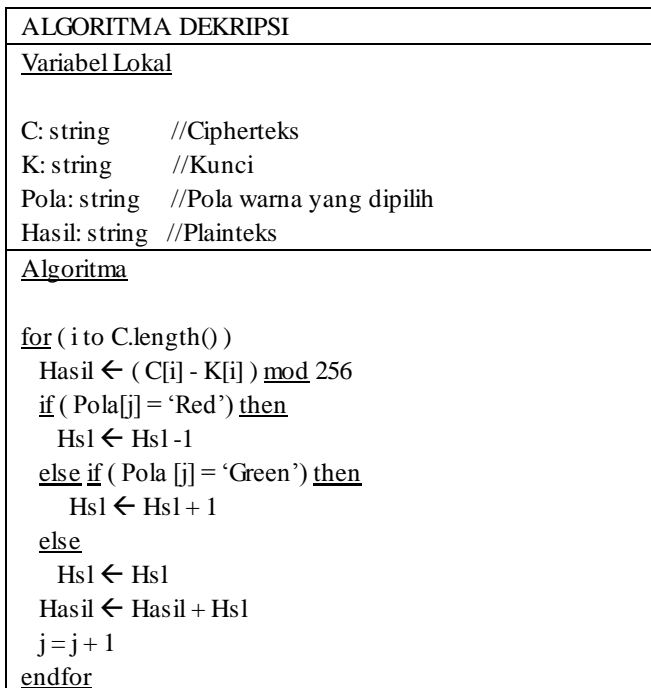 ALGORITMA DEKRIPSI
Variabel Lokal
C: string //Cipherteks
K: string //Kunci
Pola: string //Pola warna yang dipilih
Hasil: string //Plainteks
Algoritma
for ( i to C.length() )
Hasil ← ( C[i] - K[i] ) mod 256
if ( Pola[j] = ‘Red’) then
Hsl ← Hsl -1
else if ( Pola [j] = ‘Green’) then
Hsl ← Hsl + 1
else
Hsl ← Hsl
Hasil ← Hasil + Hsl
j = j + 1
endfor